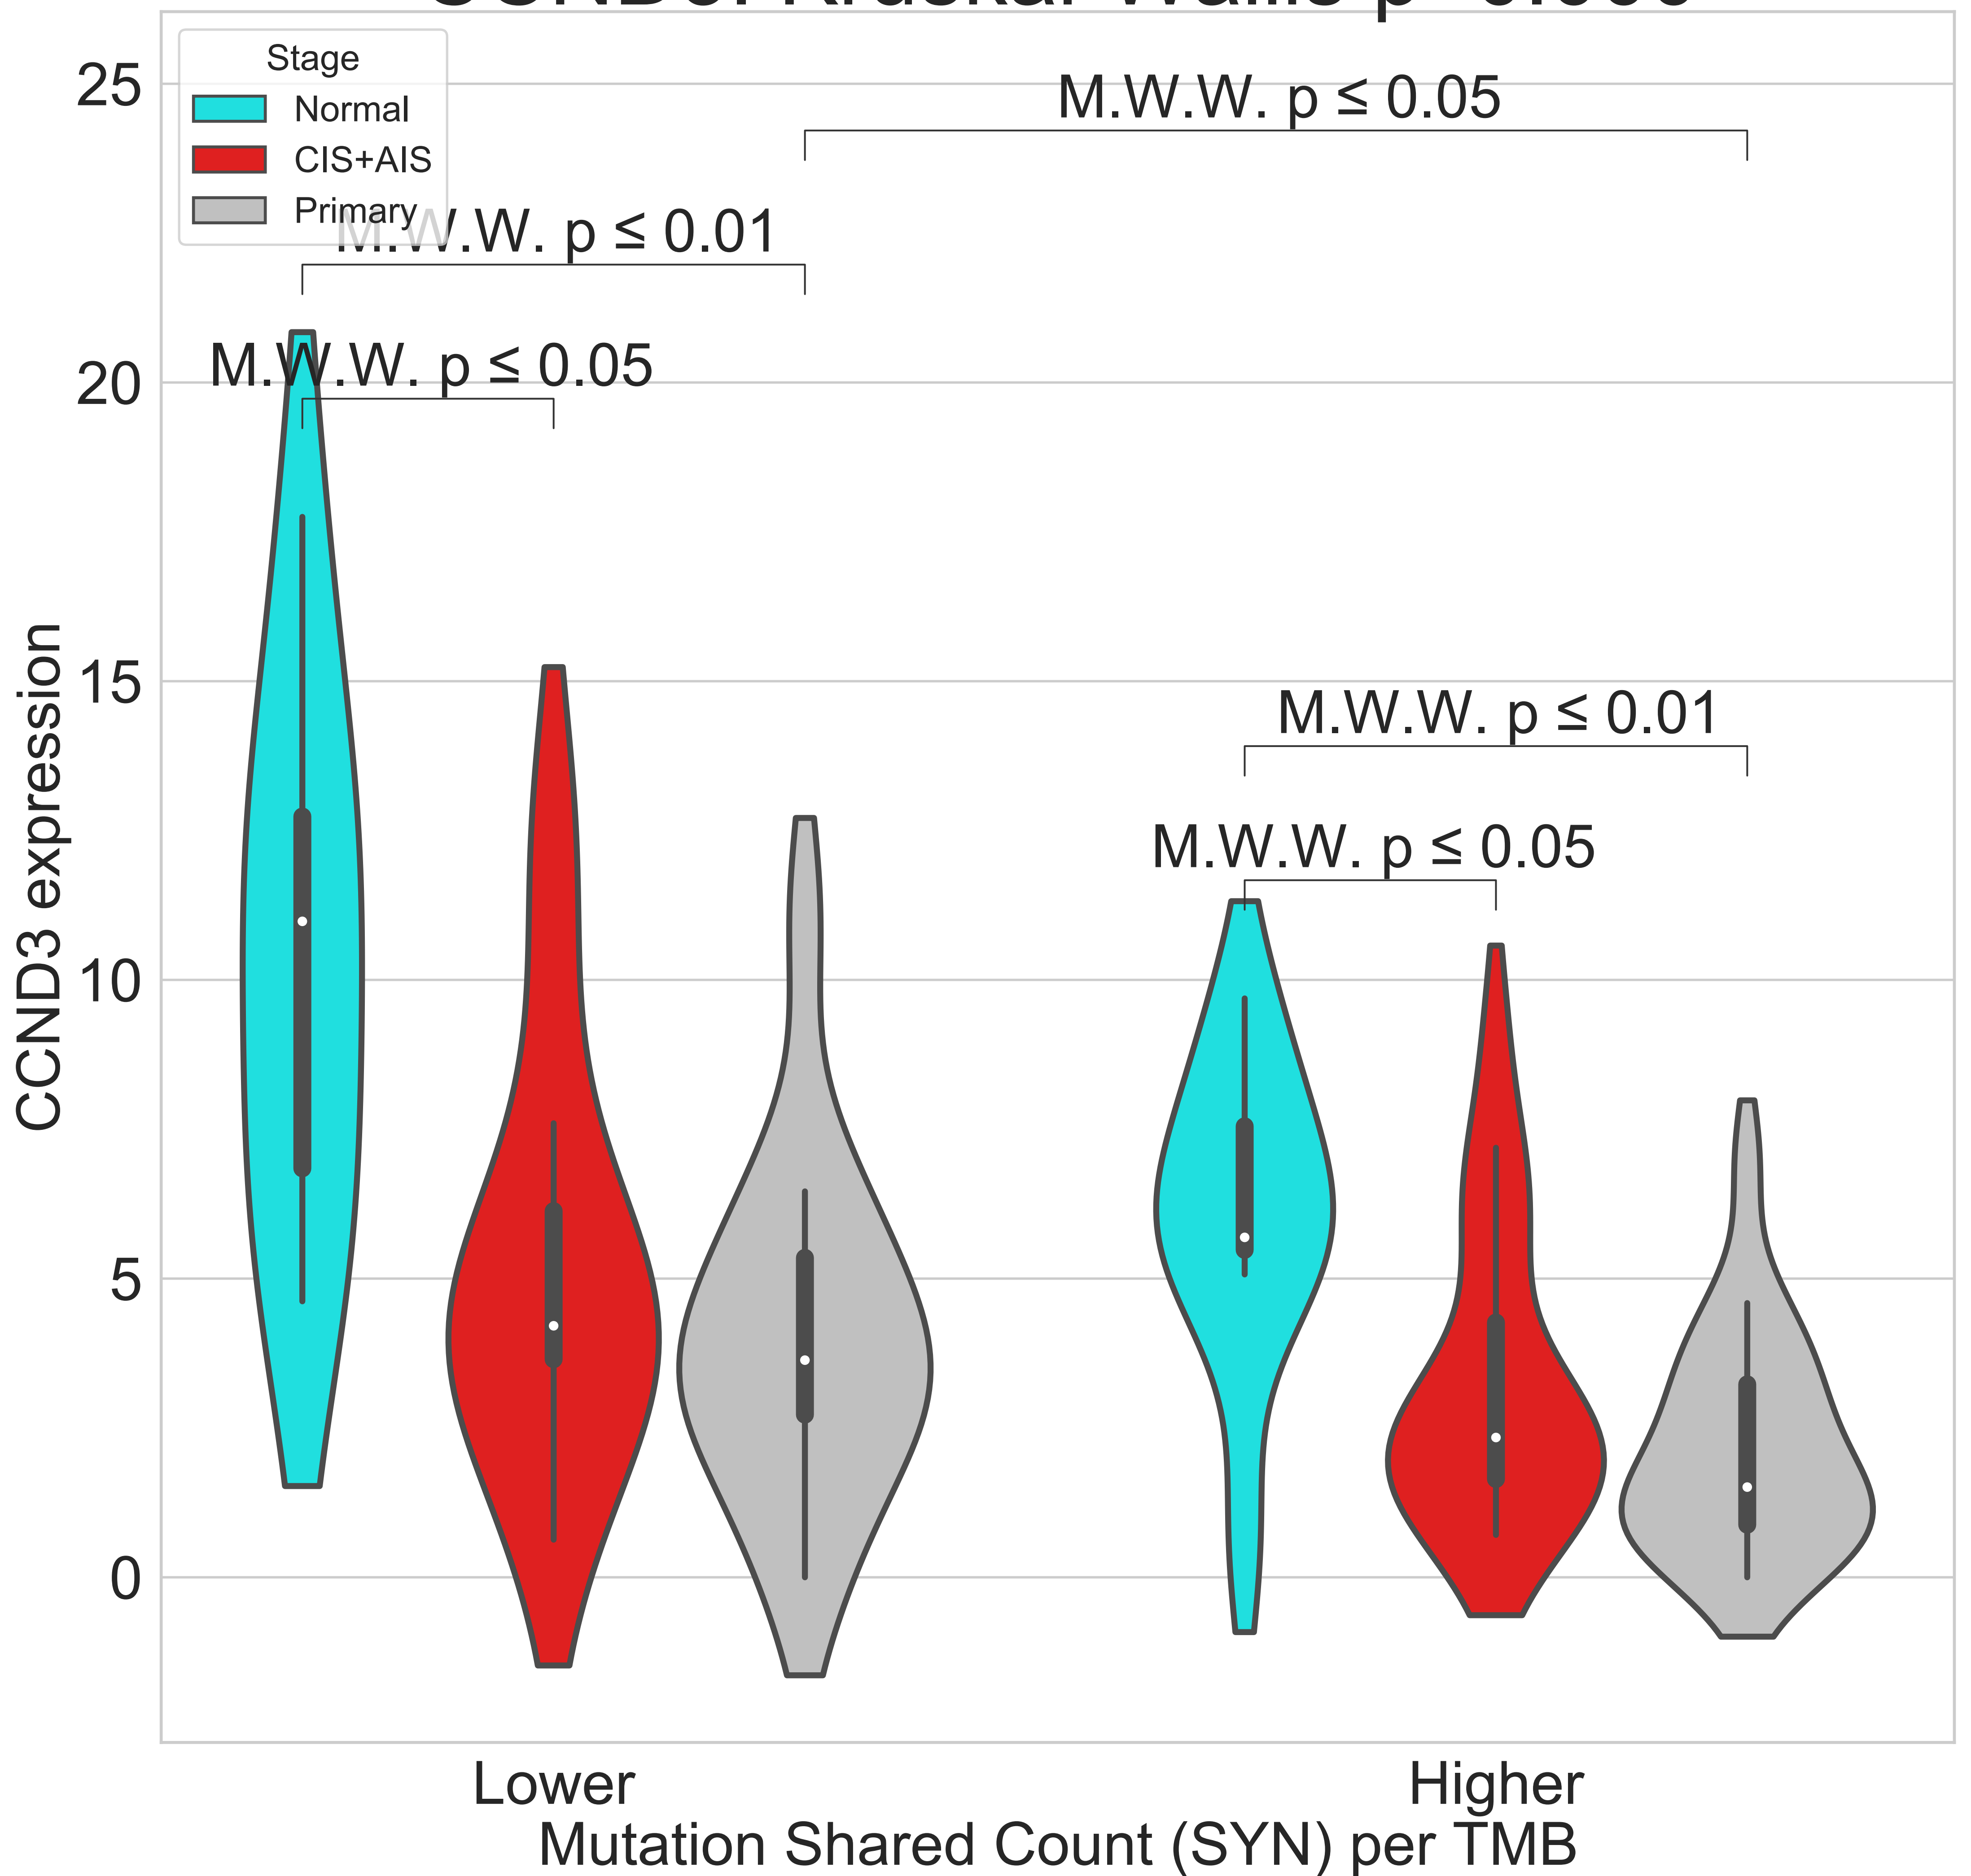 25
Stage
Normal
CIS+AIS
Primary
M.W.W. p ≤ 0.05
M.W.W. p ≤ 0.01
M.W.W. p ≤ 0.05
20
15
M.W.W. p ≤ 0.01
M.W.W. p ≤ 0.05
10
5
0
CCND3 expression
Lower
Higher
Mutation Shared Count (SYN) per TMB